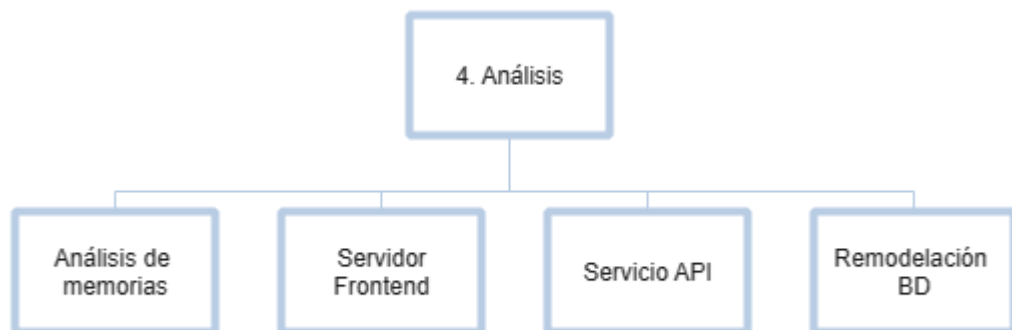 4. Análisis
Análisis de
memorias
Servidor
Frontend
Servicio API
Remodelación
BD